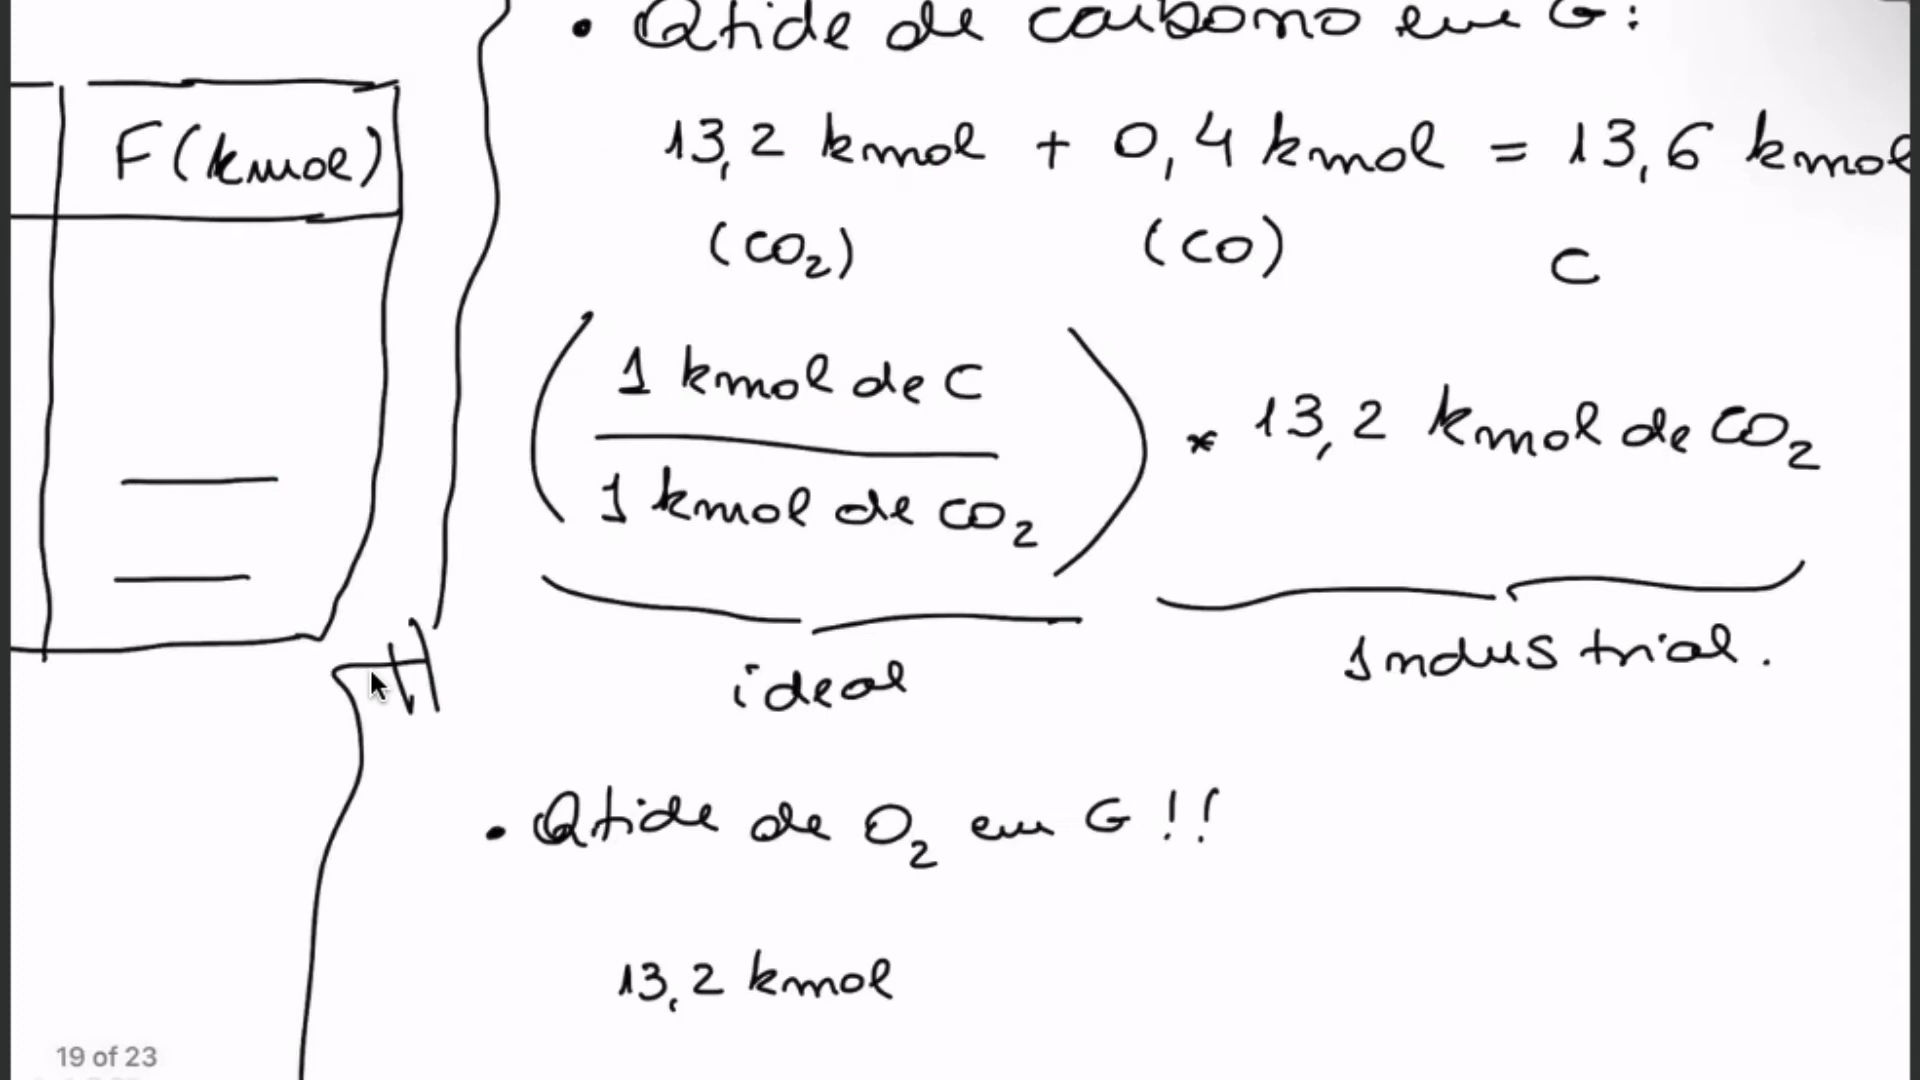 • Qtide de carbono em G:
F(kmol)
13,2 kmol + 0,4 kmol = 13,6 kmol
(CO₂) (CO) C
(1 kmol de C
1 kmol de CO₂) * 13,2 kmol de CO₂
ideal
Industrial.
• Qtide de O₂ em G!!
13,2 kmol
19 of 23